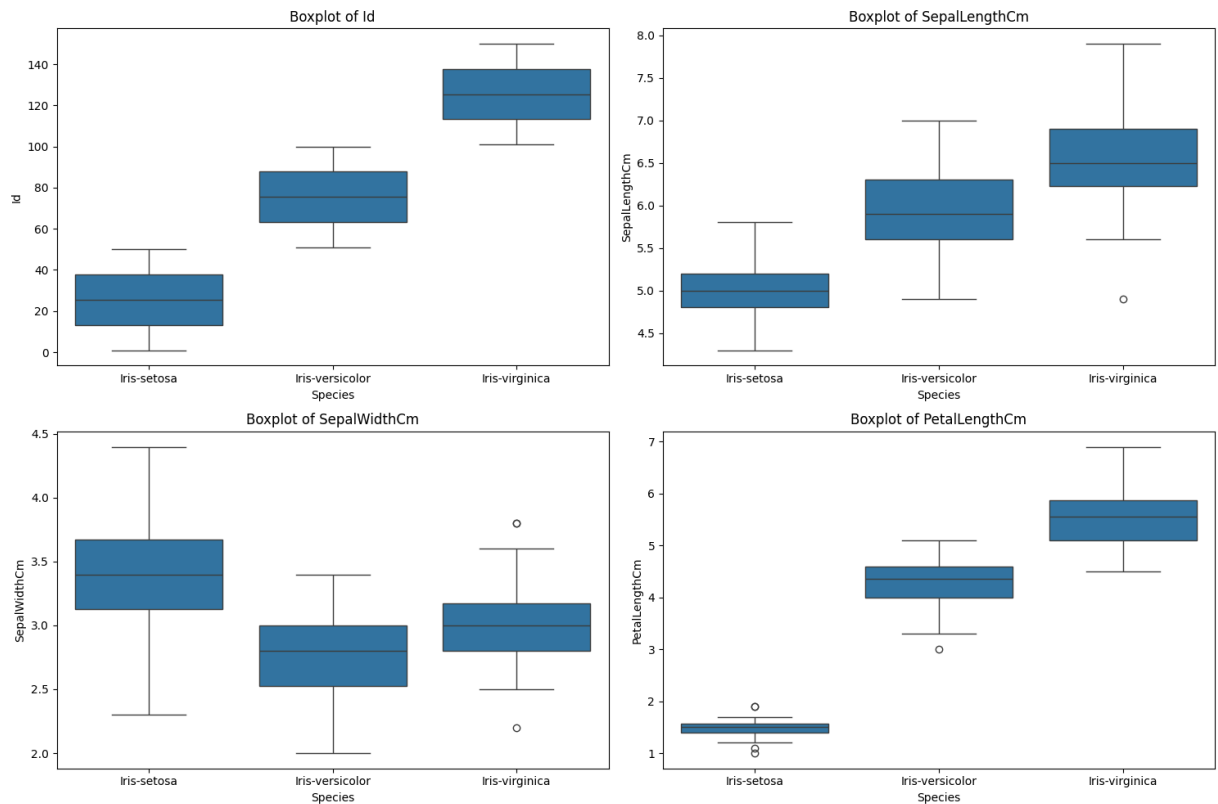 Boxplot of Id
140
120
100
80
60
40
20
0
Id
Iris-setosa Iris-versicolor Iris-virginica
Species
Boxplot of SepalLengthCm
8.0
7.5
7.0
6.5
6.0
5.5
5.0
4.5
SepalLengthCm
Iris-setosa Iris-versicolor Iris-virginica
Species
Boxplot of SepalWidthCm
4.5
4.0
3.5
3.0
2.5
2.0
SepalWidthCm
Iris-setosa Iris-versicolor Iris-virginica
Species
Boxplot of PetalLengthCm
7
6
5
4
3
2
1
PetalLengthCm
Iris-setosa Iris-versicolor Iris-virginica
Species